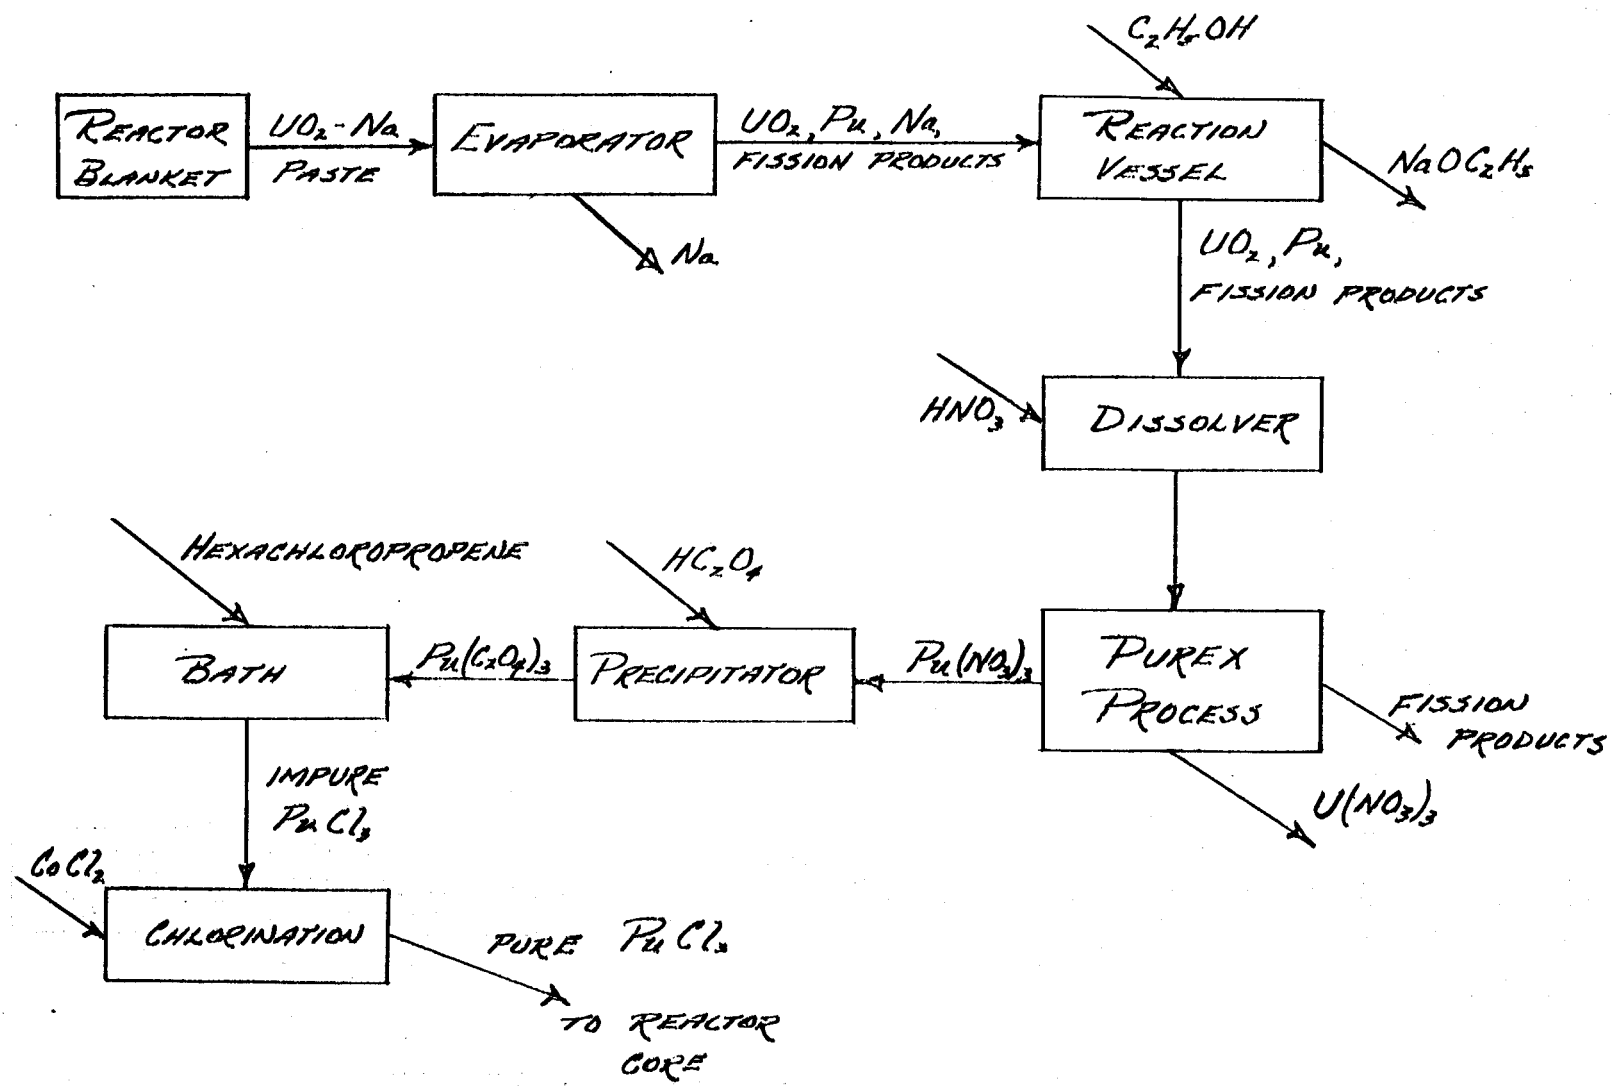 C₂H₅OH
REACTOR
BLANKET
UO₂-Na
PASTE
EVAPORATOR
UO₂, Pu, Na,
FISSION PRODUCTS
REACTION
VESSEL
NaOC₂H₅
Na
UO₂, Pu,
FISSION PRODUCTS
HNO₃
DISSOLVER
HEXACHLOROPROPENE
HC₂O₄
BATH
Pu(C₂O₄)₃
PRECIPITATOR
Pu(NO₃)₃
PUREX
PROCESS
FISSION
PRODUCTS
U(NO₃)₃
IMPURE
PuCl₃
CoCl₂
CHLORINATION
PURE PuCl₃
TO REACTOR
CORE